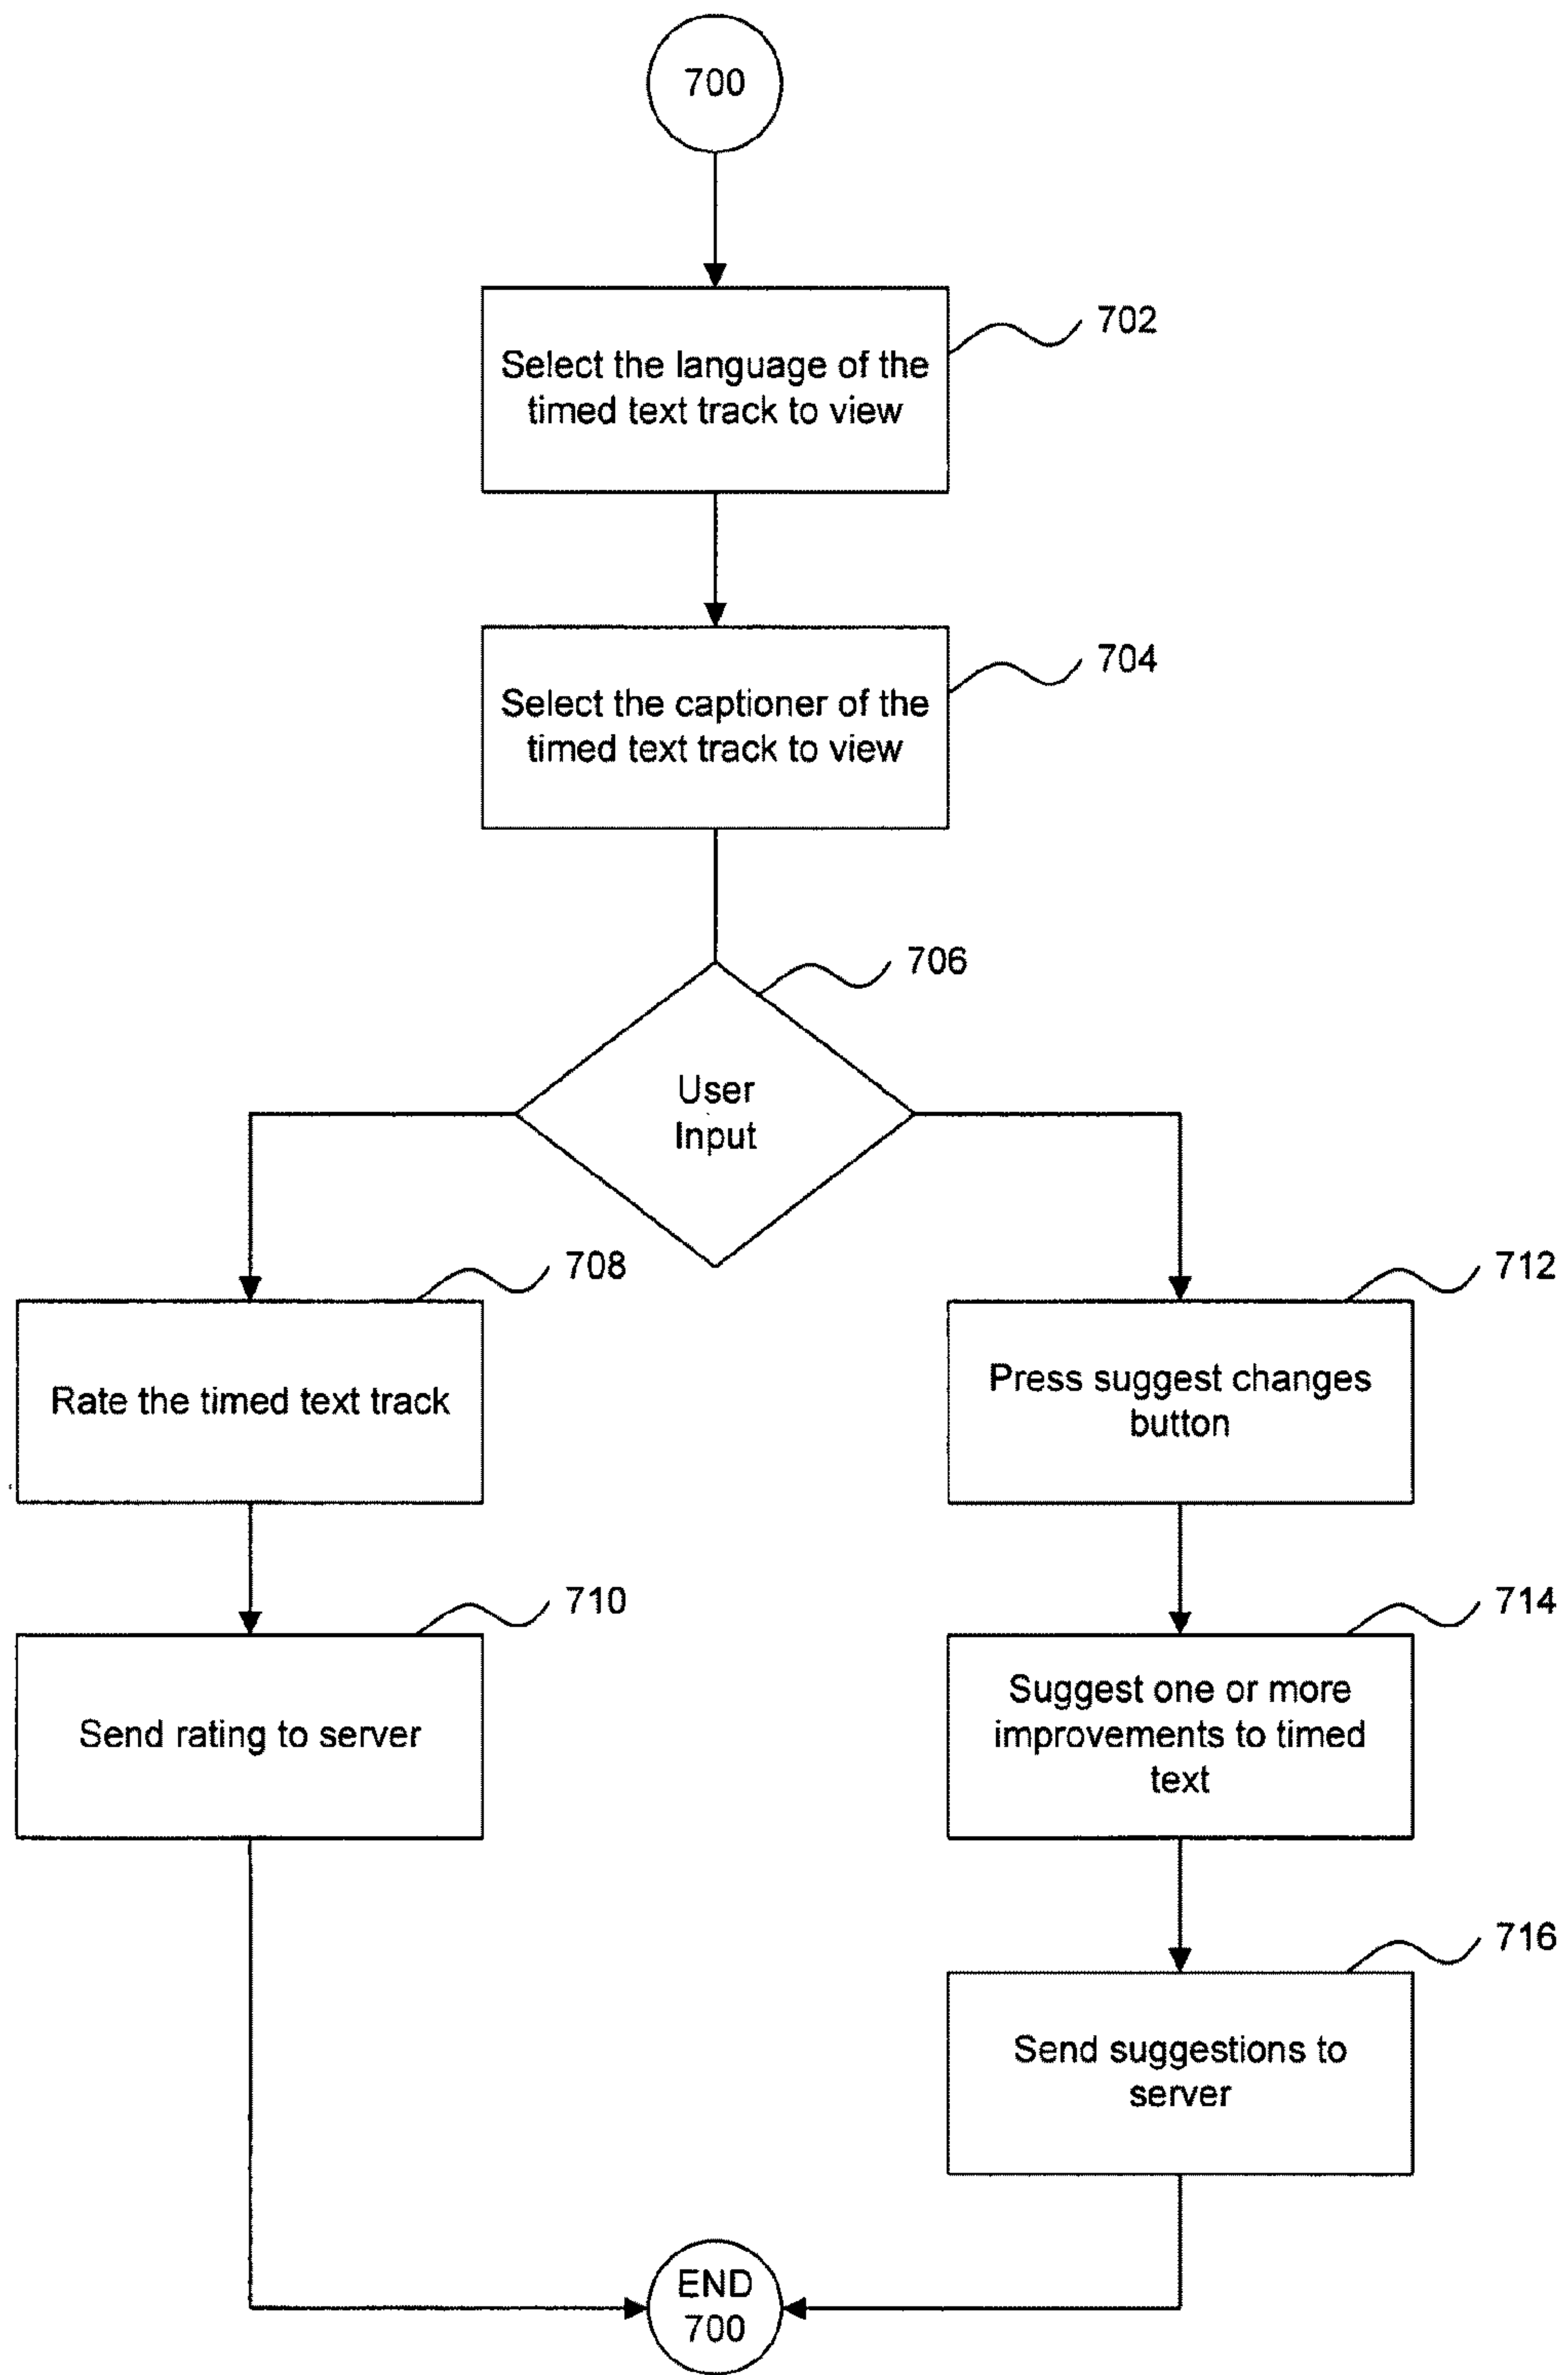 700
702
Select the language of the
timed text track to view
704
Select the captioner of the
timed text track to view
706
User
Input
708
Rate the timed text track
712
Press suggest changes
button
710
Send rating to server
714
Suggest one or more
improvements to timed
text
716
Send suggestions to
server
END
700